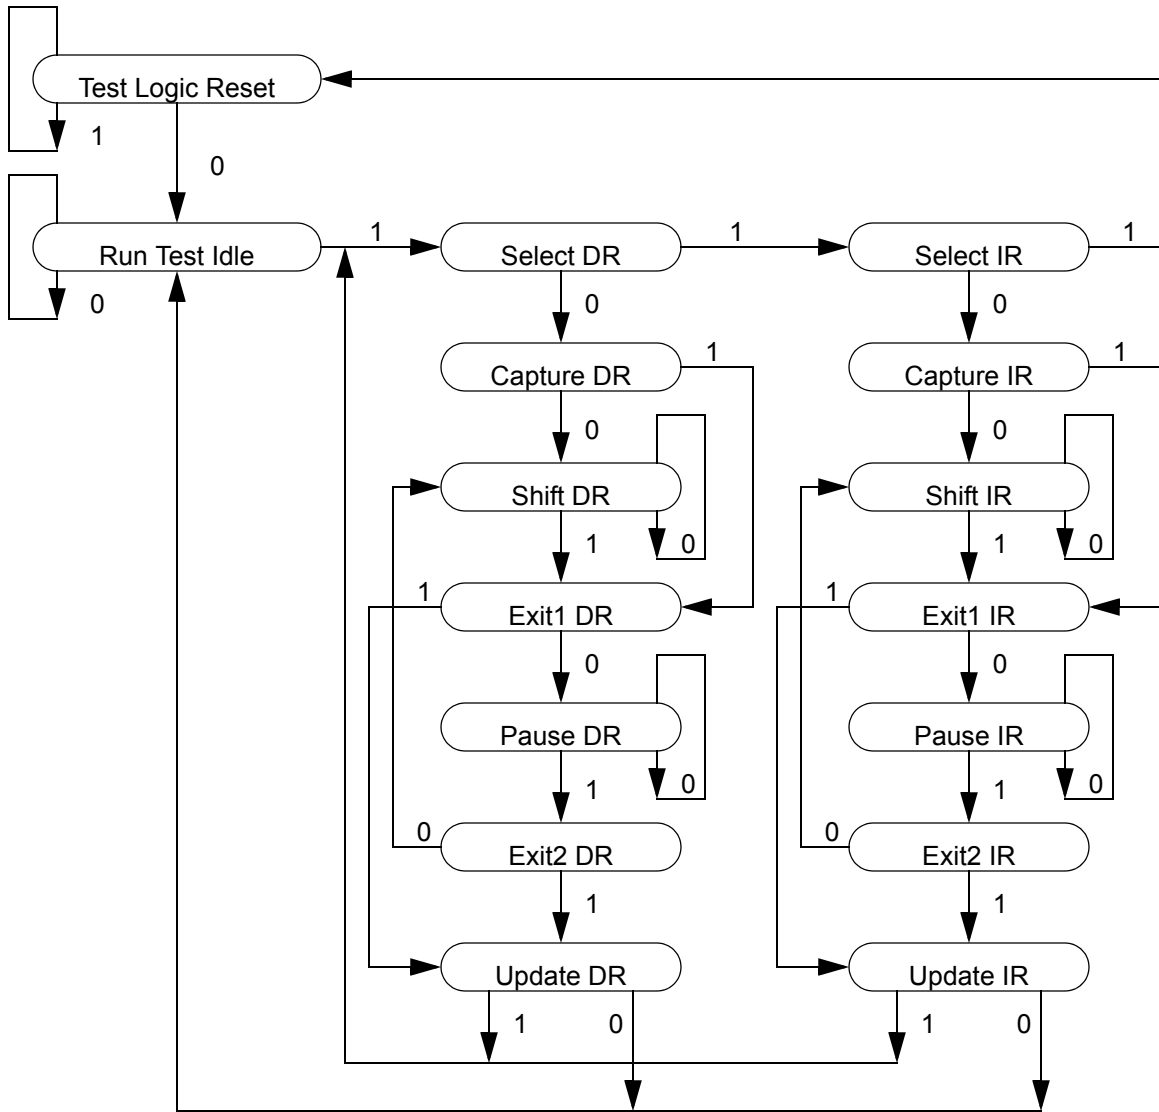 Test Logic Reset
1
0
Run Test Idle
1
Select DR
1
Select IR
1
0
0
0
Capture DR
1
Capture IR
1
0
0
Shift DR
Shift IR
1
0
1
0
1
Exit1 DR
1
Exit1 IR
0
0
Pause DR
Pause IR
1
0
1
0
0
Exit2 DR
0
Exit2 IR
1
1
Update DR
Update IR
1
0
1
0